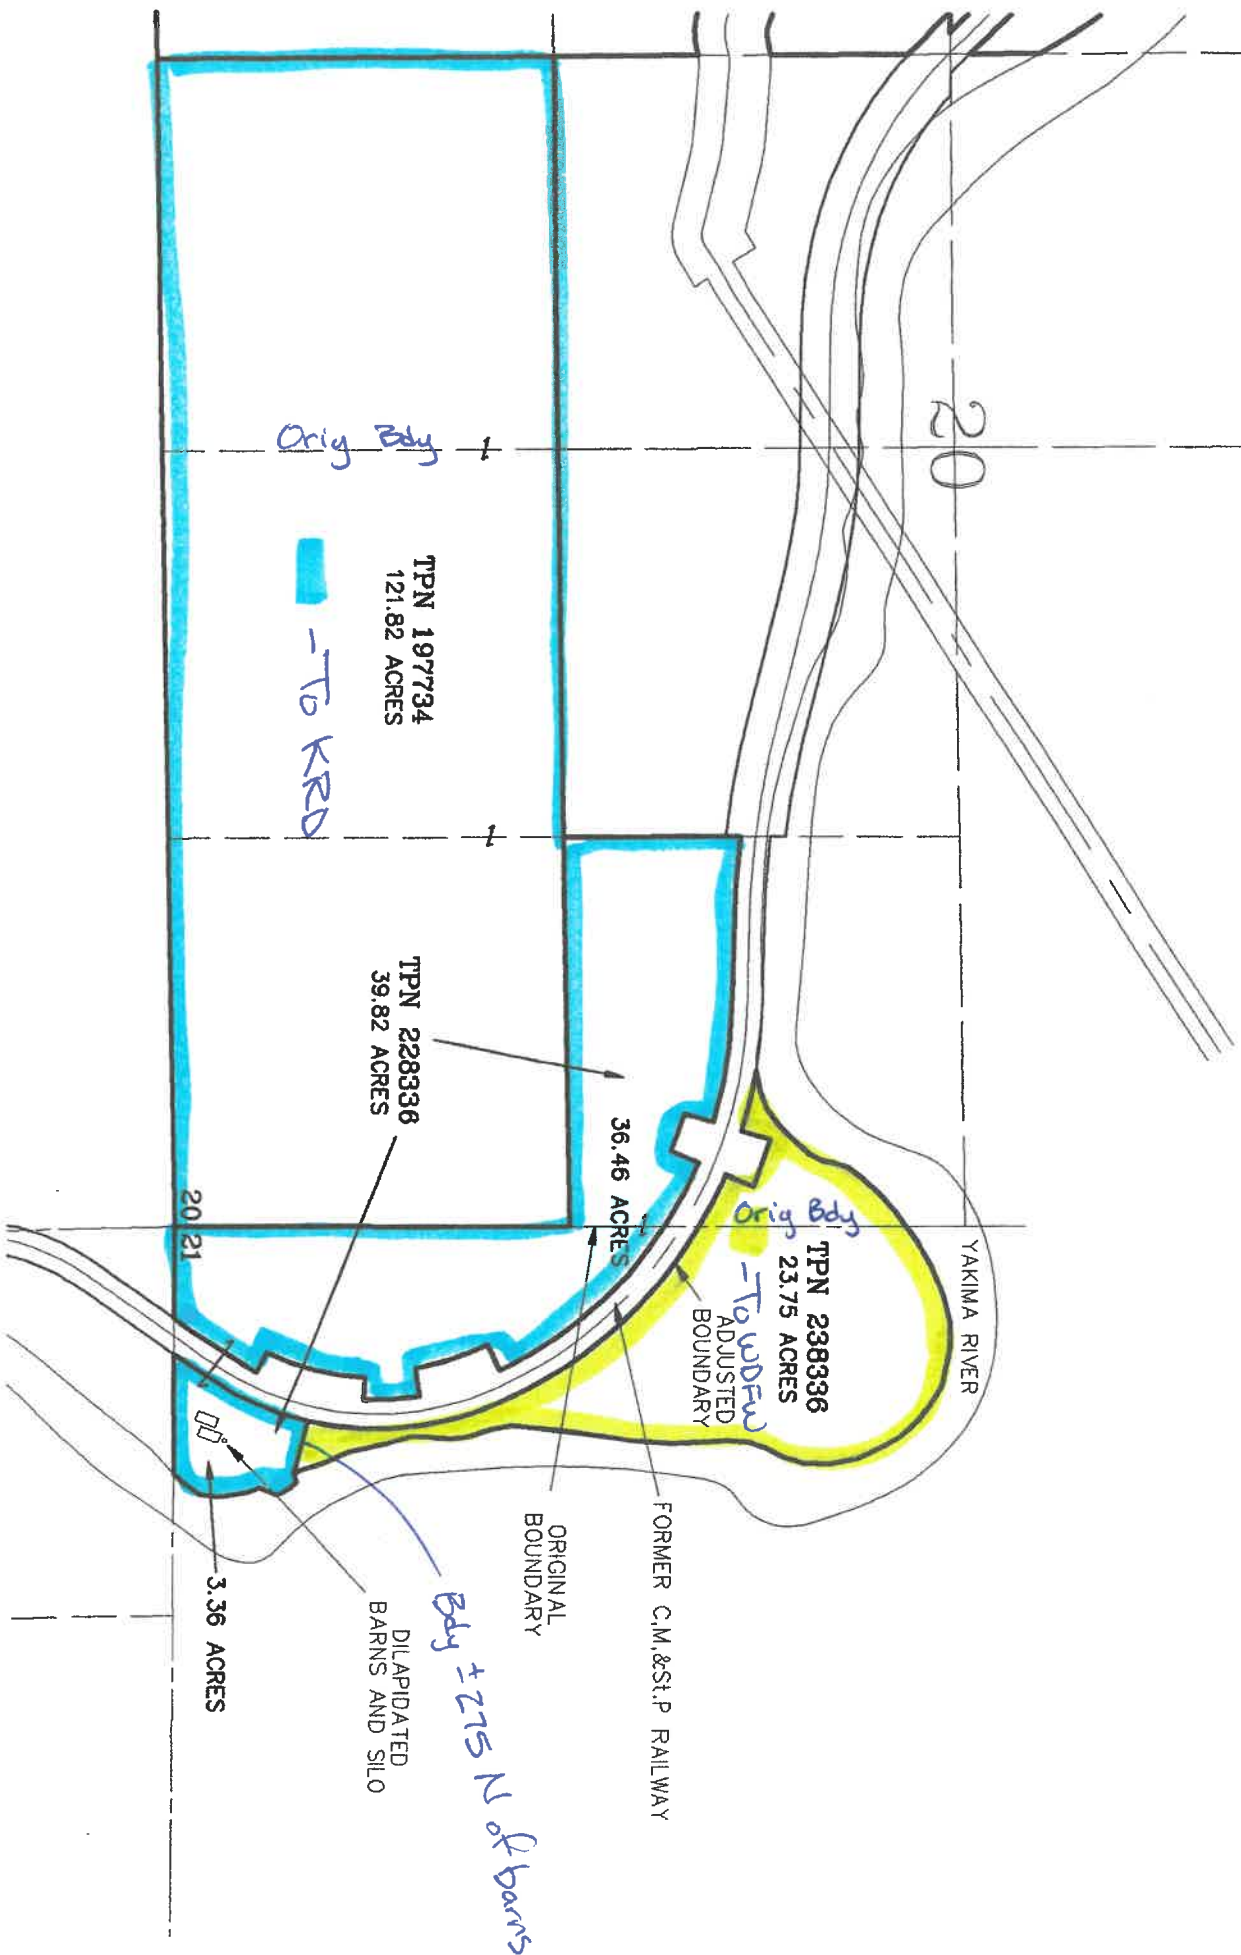 20
Orig Bdy
TPN 197734
121.82 ACRES
- To KRD
TPN 228336
39.82 ACRES
36.46 ACRES
20
21
Orig Bdy
TPN 238336
23.75 ACRES
- To WDFW
ADJUSTED
BOUNDARY
YAKIMA RIVER
FORMER C.M.&St.P RAILWAY
ORIGINAL
BOUNDARY
Bdy ± 275 N of barns
DILAPIDATED
BARNS AND SILO
3.36 ACRES